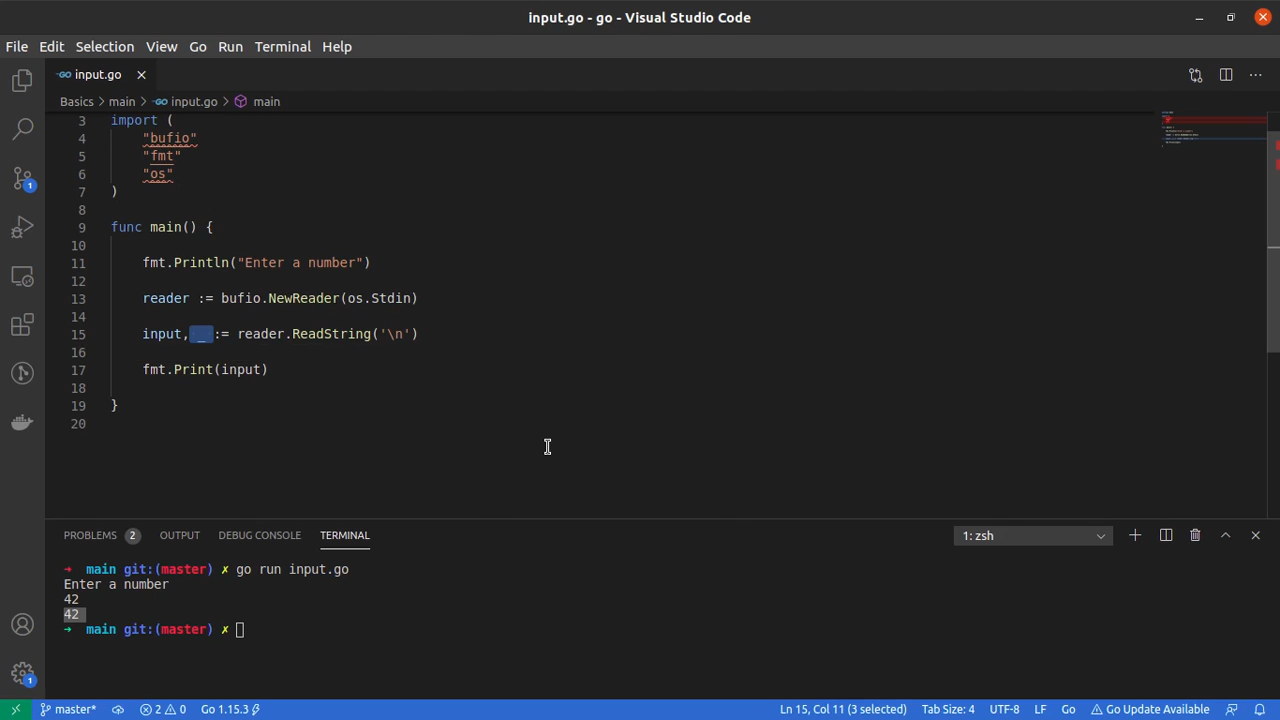 input.go - go - Visual Studio Code
File Edit Selection View Go Run Terminal Help
input.go
Basics > main > input.go > main
3 import (
4 "bufio"
5 "fmt"
6 "os"
7 )
8
9 func main() {
10
11 fmt.Println("Enter a number")
12
13 reader := bufio.NewReader(os.Stdin)
14
15 input, _ := reader.ReadString('\n')
16
17 fmt.Print(input)
18
19 }
20
PROBLEMS 2 OUTPUT DEBUG CONSOLE TERMINAL 1: zsh
→ main git:(master) ✗ go run input.go
Enter a number
42
42
→ main git:(master) ✗
1
1
master* 2 0 Go 1.15.3 Ln 15, Col 11 (3 selected) Tab Size: 4 UTF-8 LF Go Go Update Available